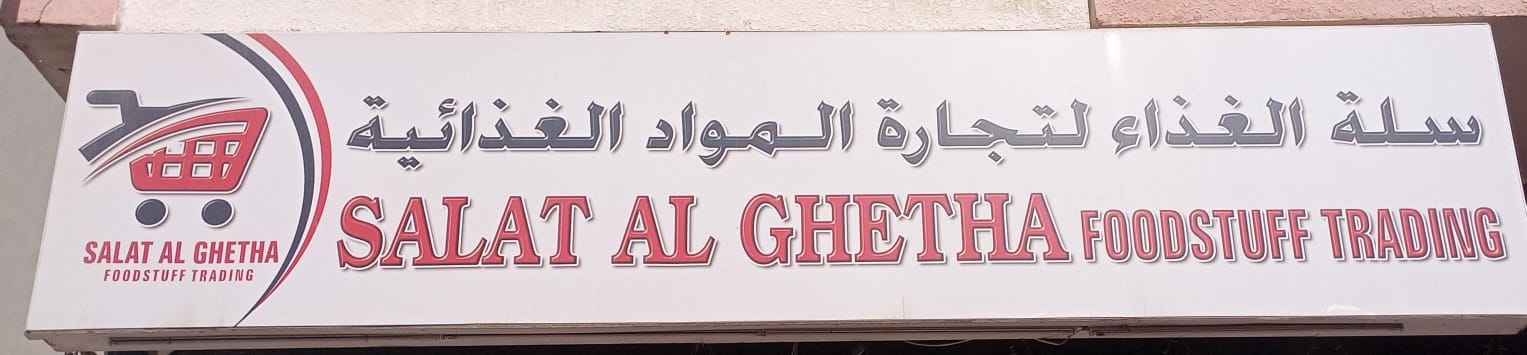 سلة الغذاء لتجارة المواد الغذائية
SALAT AL GHETHA FOODSTUFF TRADING
SALAT AL GHETHA
FOODSTUFF TRADING